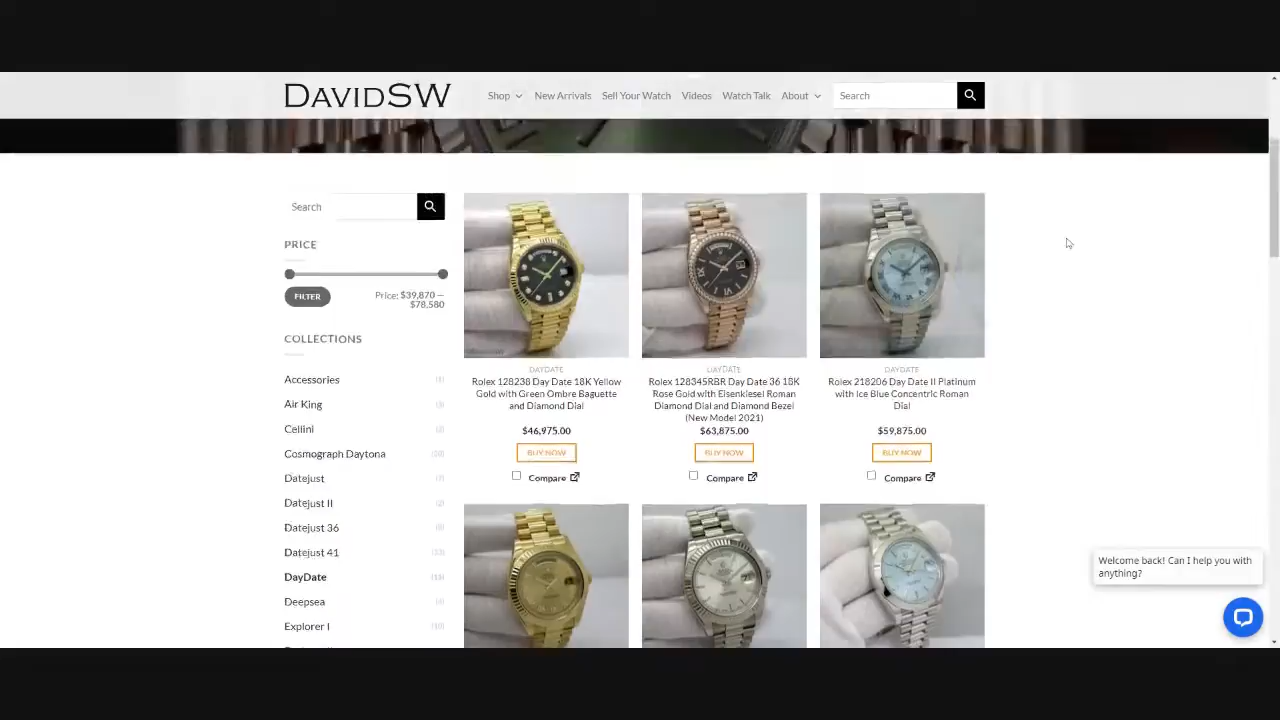 DAVIDSW
Shop
New Arrivals
Sell Your Watch
Videos
Watch Talk
About
Search
Search
PRICE
FILTER
Price: $39,870 —
$78,580
COLLECTIONS
Accessories
Air King
Cellini
Cosmograph Daytona
Datejust
Datejust II
Datejust 36
Datejust 41
DayDate
Deepsea
Explorer I
DAYDATE
Rolex 128238 Day Date 18K Yellow
Gold with Green Ombre Baguette
and Diamond Dial
$46,975.00
BUY NOW
Compare
DAYDATE
Rolex 128345RBR Day Date 36 18K
Rose Gold with Eisenkiesel Roman
Diamond Dial and Diamond Bezel
(New Model 2021)
$63,875.00
BUY NOW
Compare
DAYDATE
Rolex 218206 Day Date II Platinum
with Ice Blue Concentric Roman
Dial
$59,875.00
BUY NOW
Compare
Welcome back! Can I help you with
anything?